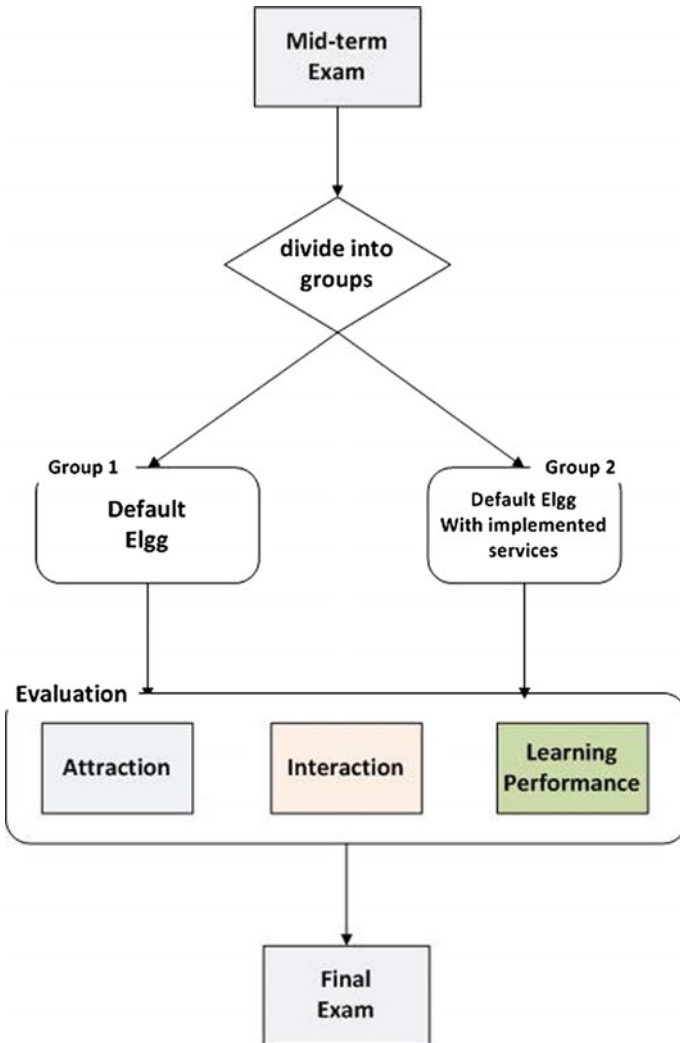 Mid-term
Exam
divide into
groups
Group 1
Default
Elgg
Group 2
Default Elgg
With implemented
services
Evaluation
Attraction
Interaction
Learning
Performance
Final
Exam